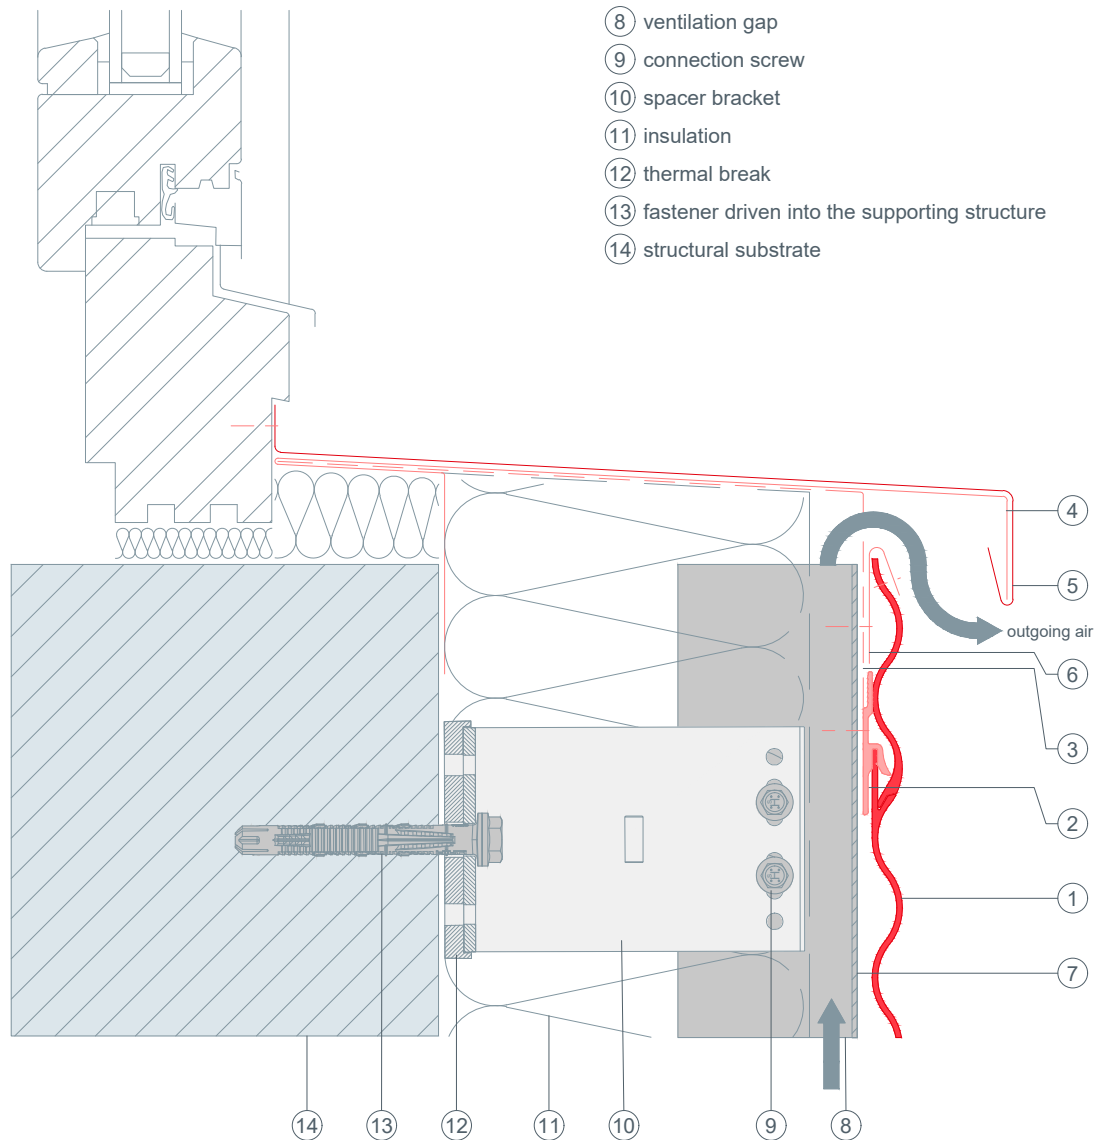 8 ventilation gap
9 connection screw
10 spacer bracket
11 insulation
12 thermal break
13 fastener driven into the supporting structure
14 structural substrate
4
5
outgoing air
6
3
2
1
7
14 13 12 11 10 9 8